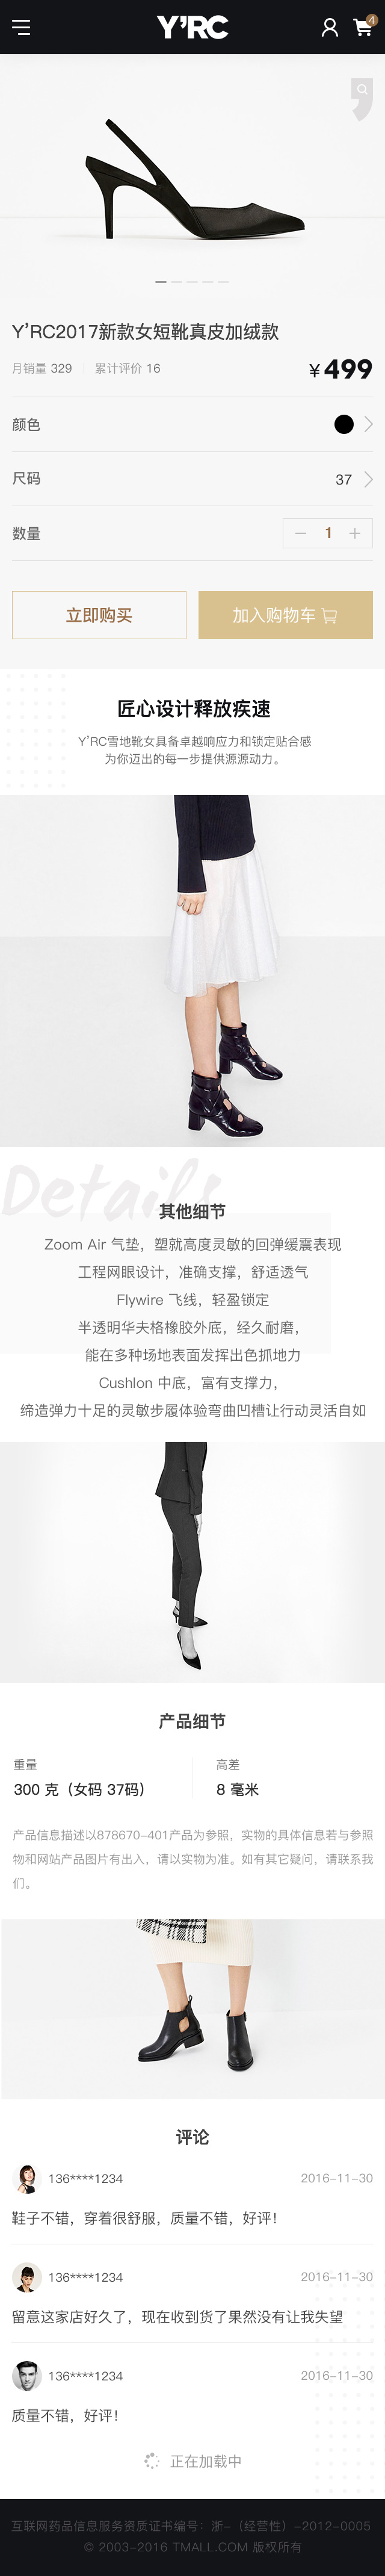 Y’RC
4
Y’RC2017新款女短靴真皮加绒款
月销量 329 累计评价 16 ¥499
颜色
尺码 37
数量 1
立即购买 加入购物车
匠心设计释放疾速
Y’RC雪地靴女具备卓越响应力和锁定贴合感
为你迈出的每一步提供源源动力。
Details
其他细节
Zoom Air 气垫，塑就高度灵敏的回弹缓震表现
工程网眼设计，准确支撑，舒适透气
Flywire 飞线，轻盈锁定
半透明华夫格橡胶外底，经久耐磨，
能在多种场地表面发挥出色抓地力
Cushlon 中底，富有支撑力，
缔造弹力十足的灵敏步履体验弯曲凹槽让行动灵活自如
产品细节
重量 高差
300 克（女码 37码） 8 毫米
产品信息描述以878670-401产品为参照，实物的具体信息若与参照
物和网站产品图片有出入，请以实物为准。如有其它疑问，请联系我
们。
评论
136****1234 2016-11-30
鞋子不错，穿着很舒服，质量不错，好评！
136****1234 2016-11-30
留意这家店好久了，现在收到货了果然没有让我失望
136****1234 2016-11-30
质量不错，好评！
正在加载中
互联网药品信息服务资质证书编号：浙-（经营性）-2012-0005
© 2003-2016 TMALL.COM 版权所有